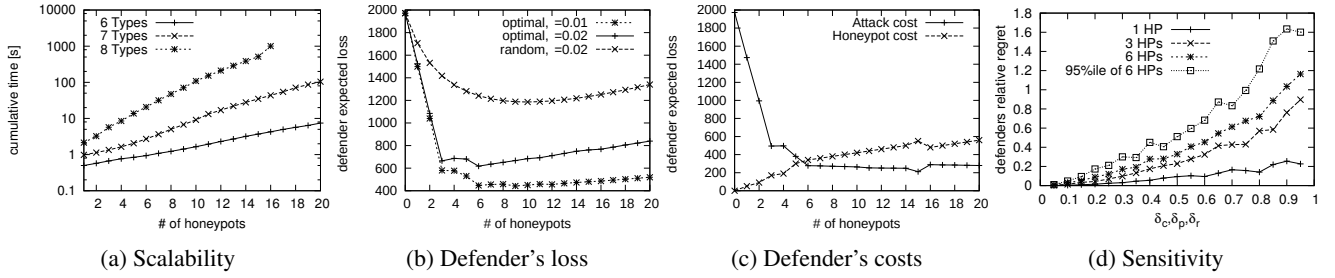 cumulative time [s]
10000
1000
100
10
1
0.1
6 Types
7 Types
8 Types
2 4 6 8 10 12 14 16 18 20
# of honeypots
(a) Scalability
defender expected loss
2000
1800
1600
1400
1200
1000
800
600
400
optimal, =0.01
optimal, =0.02
random, =0.02
0 2 4 6 8 10 12 14 16 18 20
# of honeypots
(b) Defender's loss
defender expected loss
2000
1800
1600
1400
1200
1000
800
600
400
200
0
Attack cost
Honeypot cost
0 2 4 6 8 10 12 14 16 18 20
# of honeypots
(c) Defender's costs
defenders relative regret
1.8
1.6
1.4
1.2
1
0.8
0.6
0.4
0.2
0
1 HP
3 HPs
6 HPs
95%ile of 6 HPs
0 0.1 0.2 0.3 0.4 0.5 0.6 0.7 0.8 0.9 1
δc,δp,δr
(d) Sensitivity